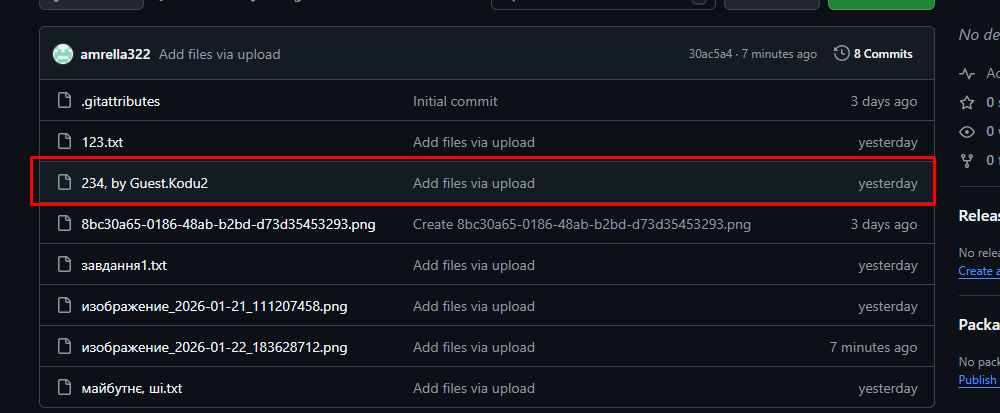 amrella322 Add files via upload 30ac5a4 · 7 minutes ago 8 Commits
.gitattributes Initial commit 3 days ago
123.txt Add files via upload yesterday
234, by Guest.Kodu2 Add files via upload yesterday
8bc30a65-0186-48ab-b2bd-d73d35453293.png Create 8bc30a65-0186-48ab-b2bd-d73d35453293.png 3 days ago
завдання1.txt Add files via upload yesterday
изображение_2026-01-21_111207458.png Add files via upload yesterday
изображение_2026-01-22_183628712.png Add files via upload 7 minutes ago
майбутнє, ші.txt Add files via upload yesterday
No de
Ac
0
0
0
Releas
No relea
Create a
Packa
No pack
Publish